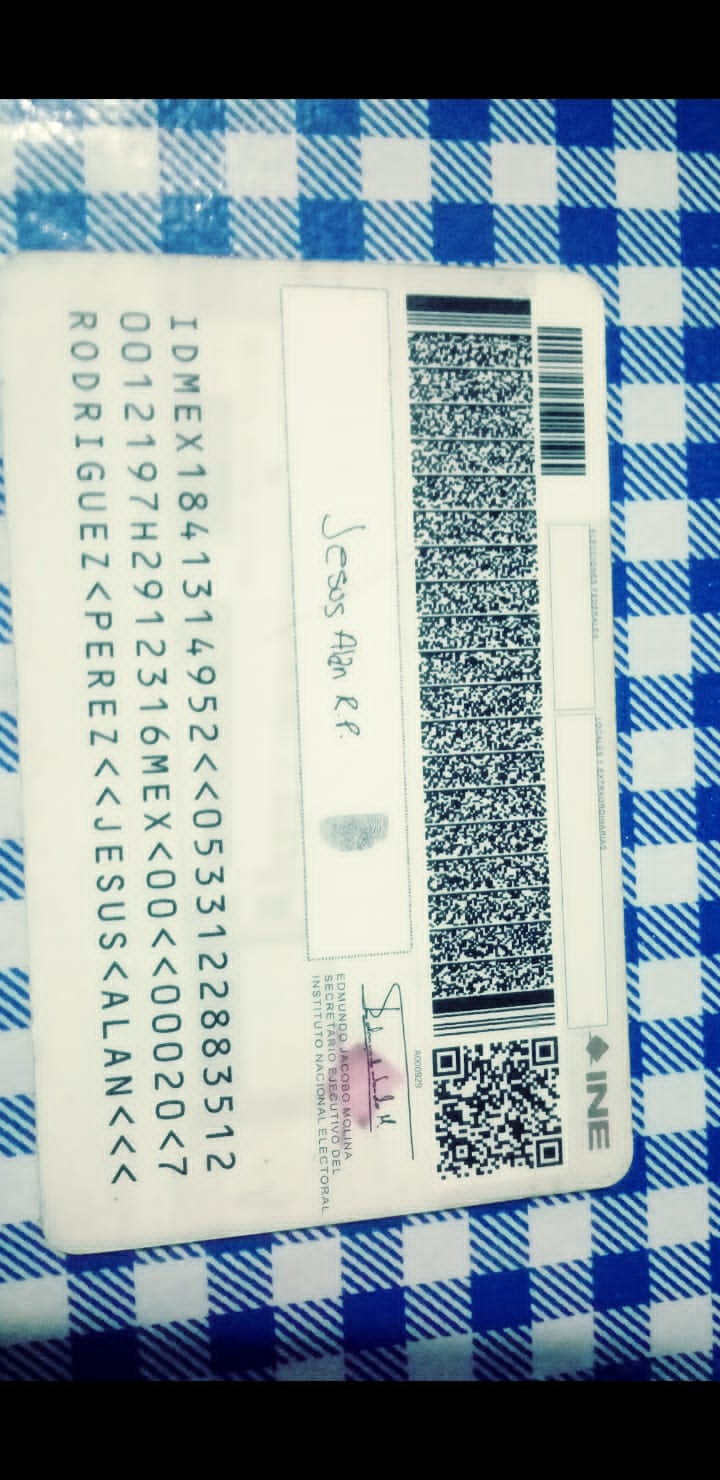 ELECCIONES FEDERALES
LOCALES Y EXTRAORDINARIAS
INE
A000929
EDMUNDO JACOBO MOLINA
SECRETARIO EJECUTIVO DEL
INSTITUTO NACIONAL ELECTORAL
Jesus Alan R.P.
IDMEX1841314952<<0533122883512
0012197H2912316MEX<00<<00020<7
RODRIGUEZ<PEREZ<<JESUS<ALAN<<<